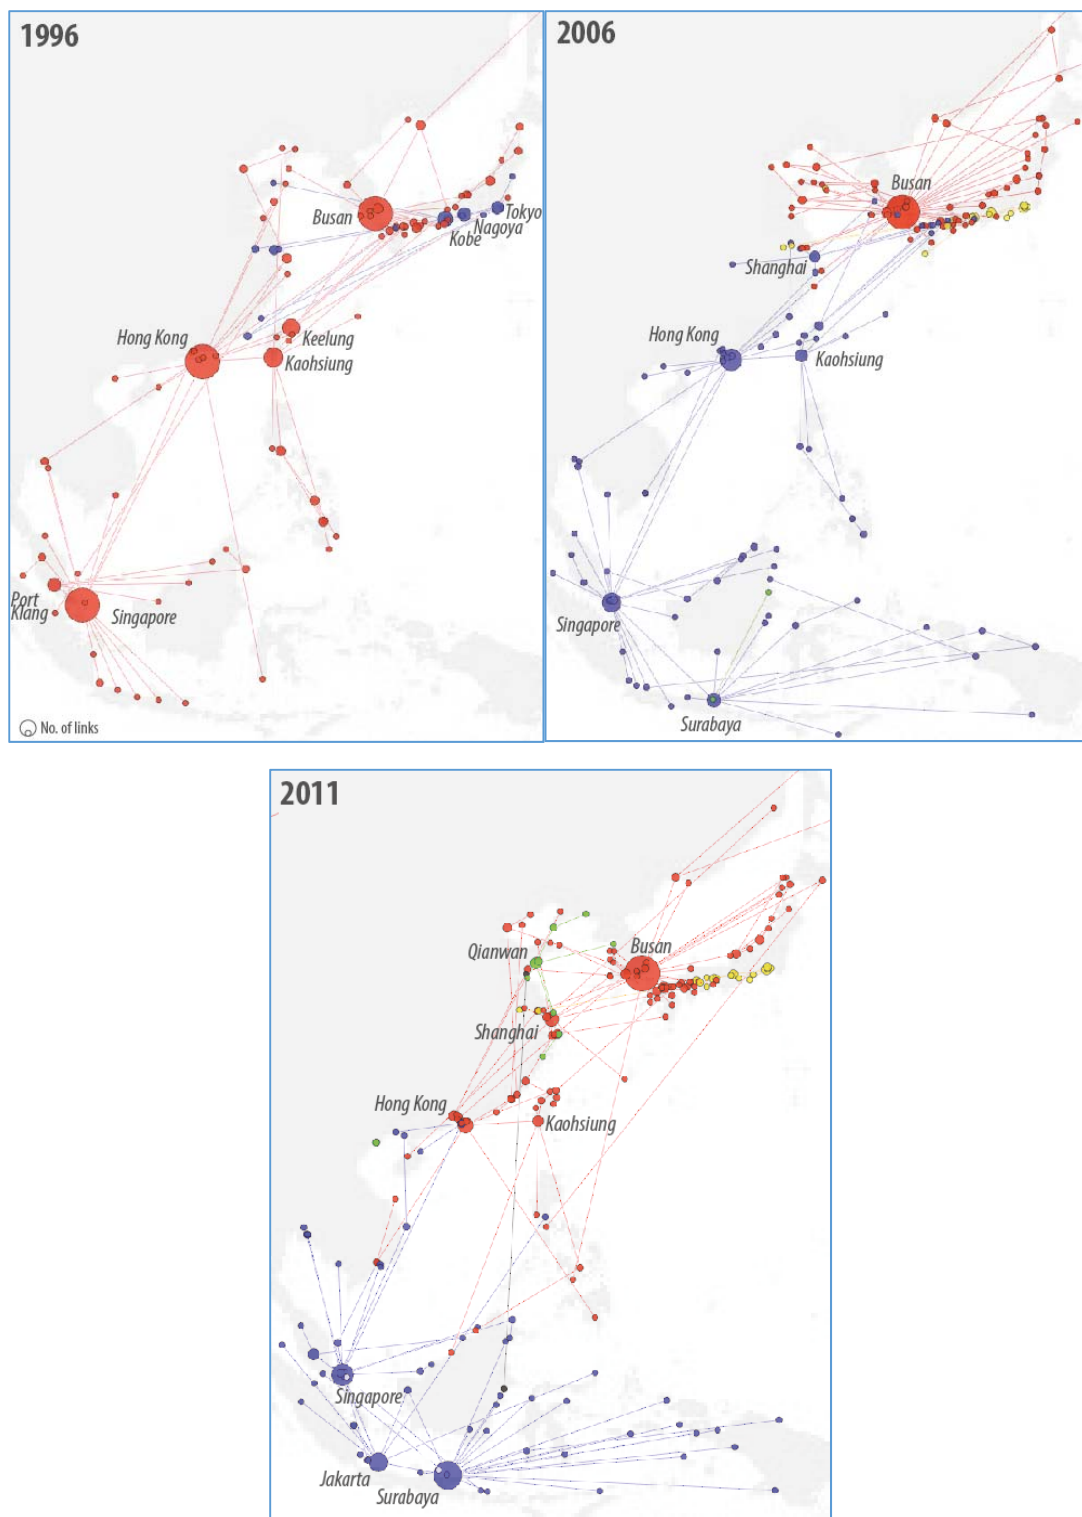 1996
Busan
Tokyo
Nagoya
Kobe
Hong Kong
Keelung
Kaohsiung
Port
Klang
Singapore
No. of links
2006
Busan
Shanghai
Hong Kong
Kaohsiung
Singapore
Surabaya
2011
Qianwan
Busan
Shanghai
Hong Kong
Kaohsiung
Singapore
Jakarta
Surabaya